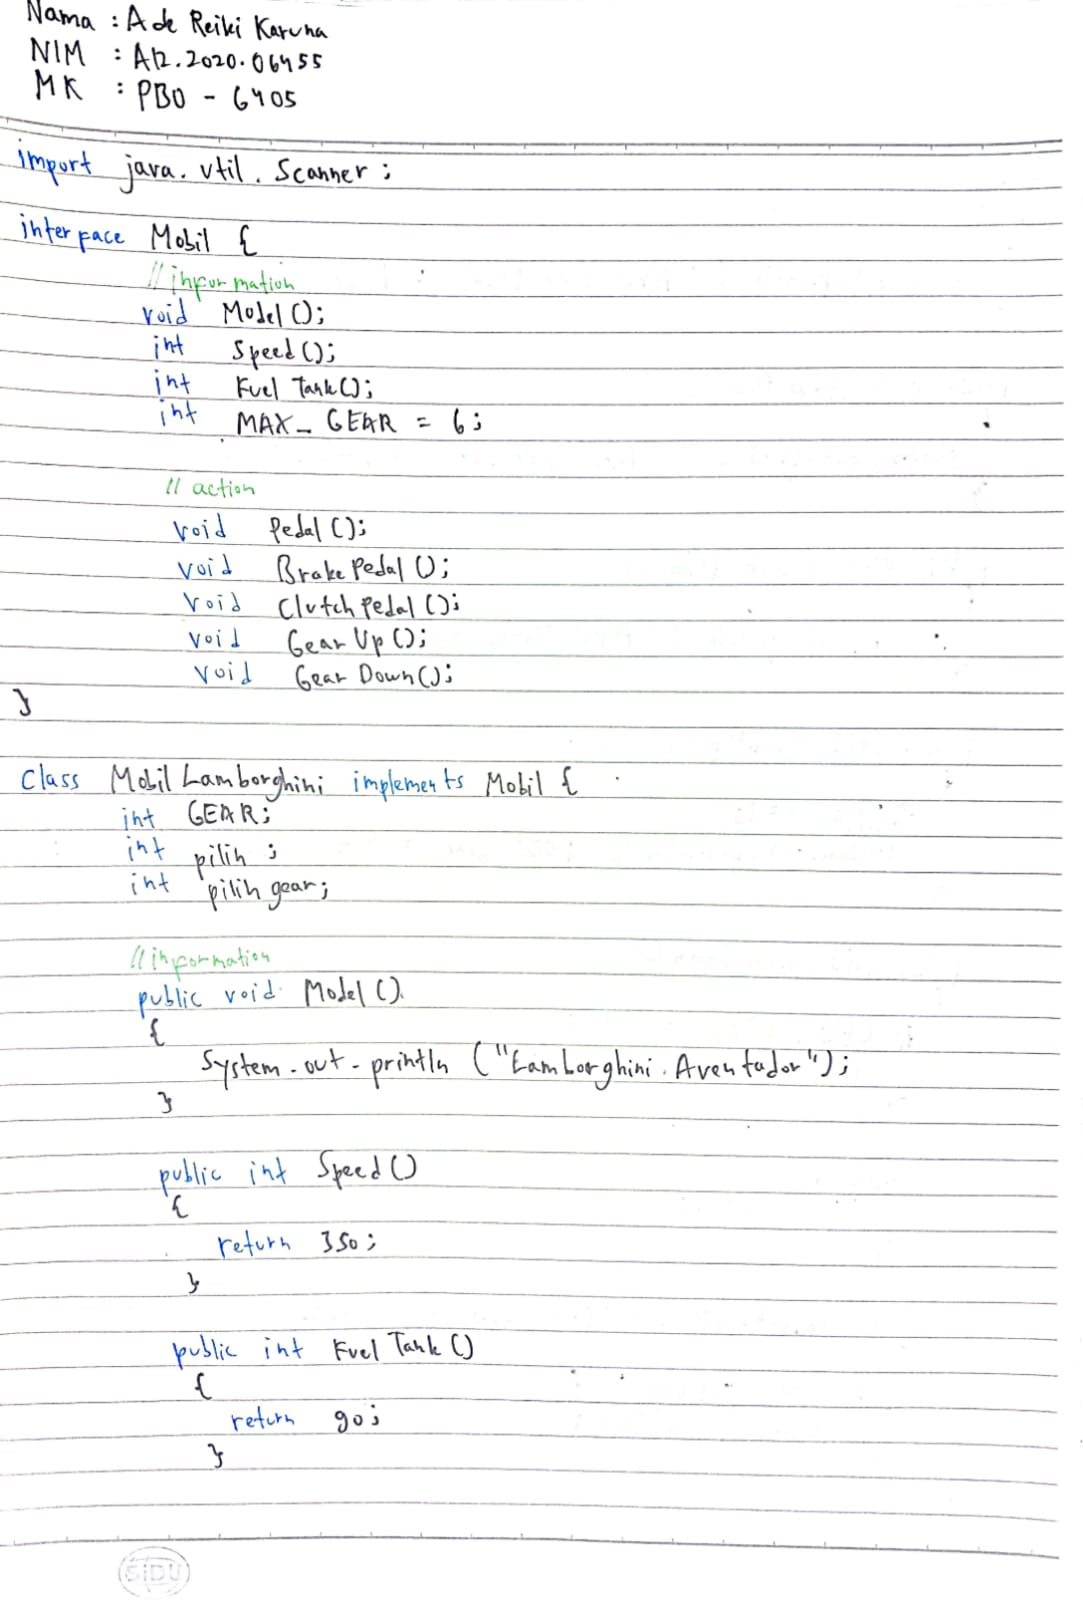 Nama : Ade Reiki Karuna
NIM : A12.2020.06455
MK : PBO - 6405
import java.util.Scanner;
interface Mobil {
// information
void Model();
int Speed();
int Fuel Tank();
int MAX_GEAR = 6;
// action
void Pedal();
void Brake Pedal();
void Clutch Pedal();
void Gear Up();
void Gear Down();
}
Class Mobil Lamborghini implements Mobil {
int GEAR;
int pilih;
int pilih gear;
// information
public void Model()
{
System.out.println ("Lamborghini Aventador");
}
public int Speed()
{
return 350;
}
public int Fuel Tank()
{
return 90;
}
SiDU